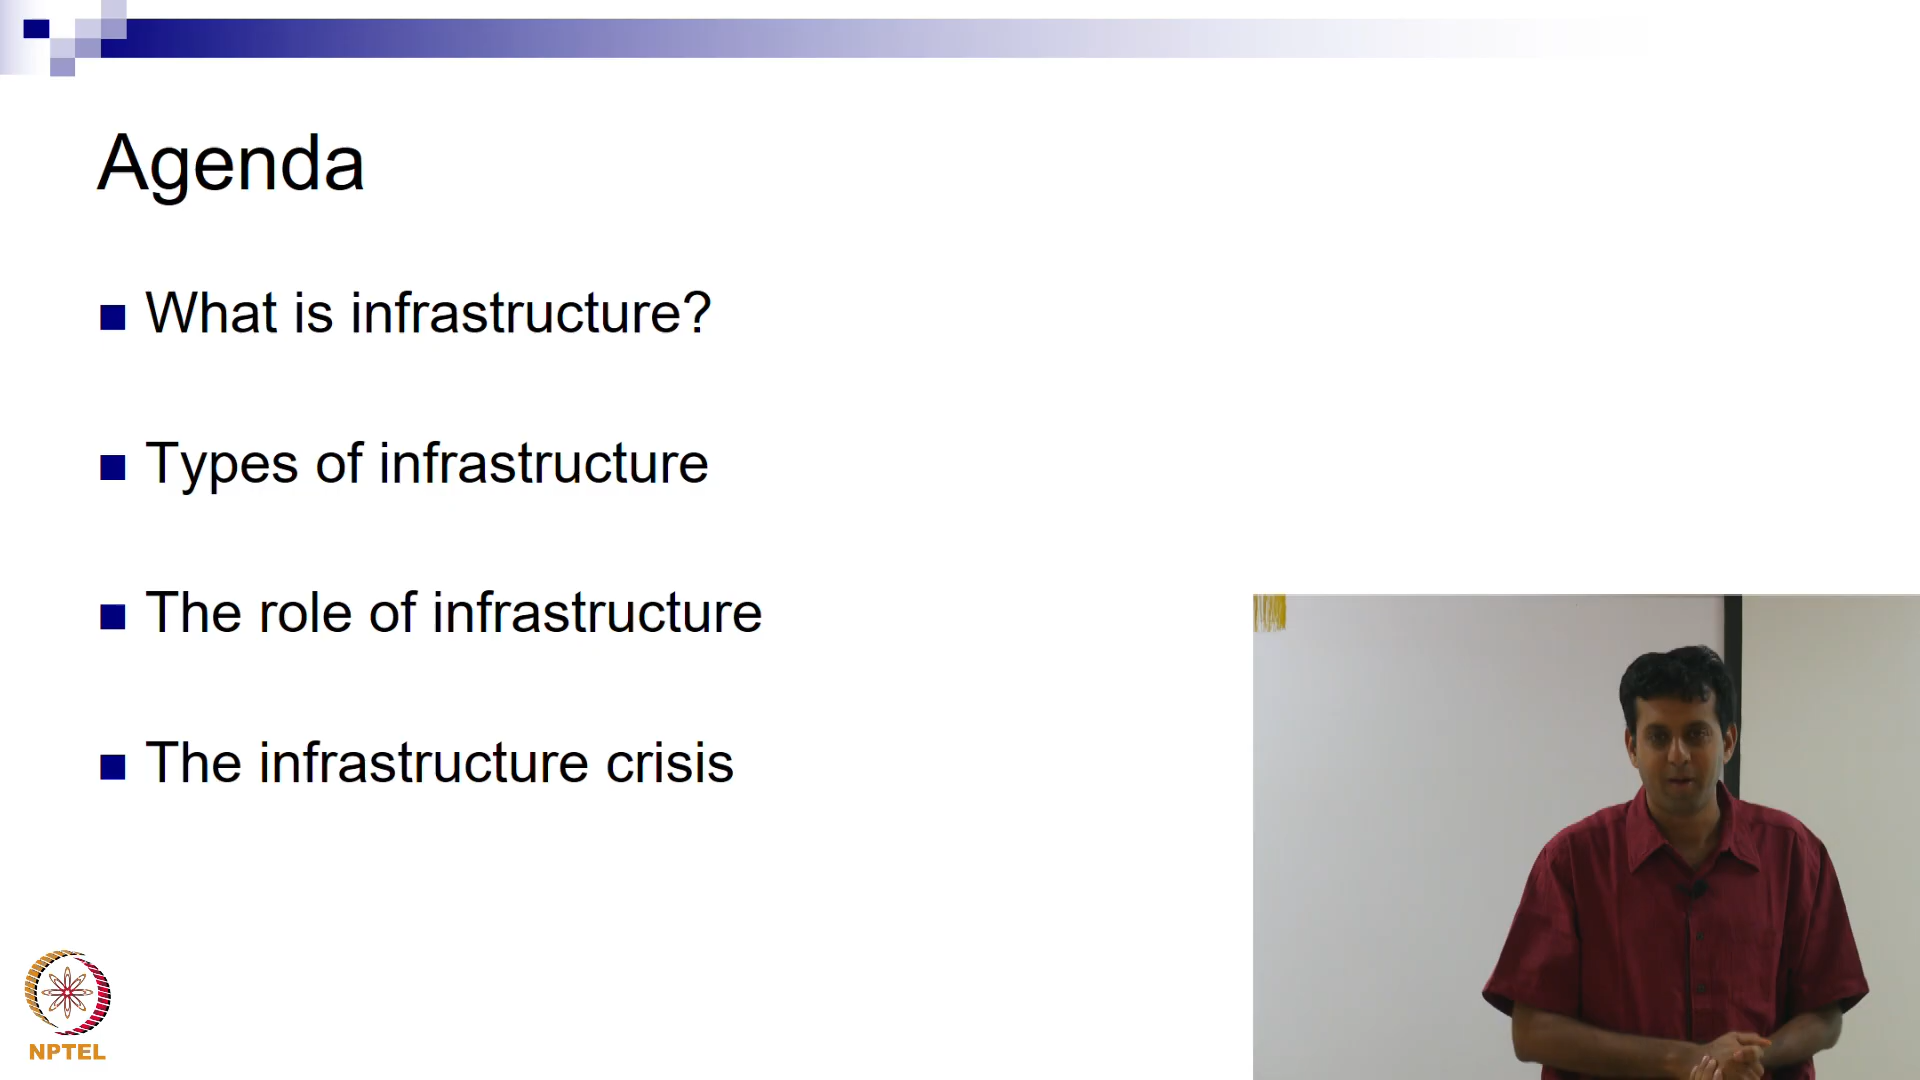 Agenda
What is infrastructure?
Types of infrastructure
The role of infrastructure
The infrastructure crisis
NPTEL